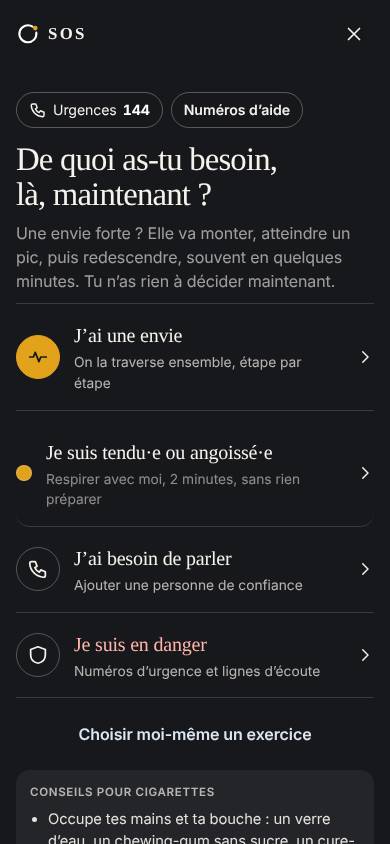 SOS
Urgences 144
Numéros d’aide
De quoi as-tu besoin,
là, maintenant ?
Une envie forte ? Elle va monter, atteindre un
pic, puis redescendre, souvent en quelques
minutes. Tu n’as rien à décider maintenant.
J’ai une envie
On la traverse ensemble, étape par
étape
Je suis tendu·e ou angoissé·e
Respirer avec moi, 2 minutes, sans rien
préparer
J’ai besoin de parler
Ajouter une personne de confiance
Je suis en danger
Numéros d’urgence et lignes d’écoute
Choisir moi-même un exercice
CONSEILS POUR CIGARETTES
• Occupe tes mains et ta bouche : un verre
d’eau, un chewing-gum sans sucre, un cure-